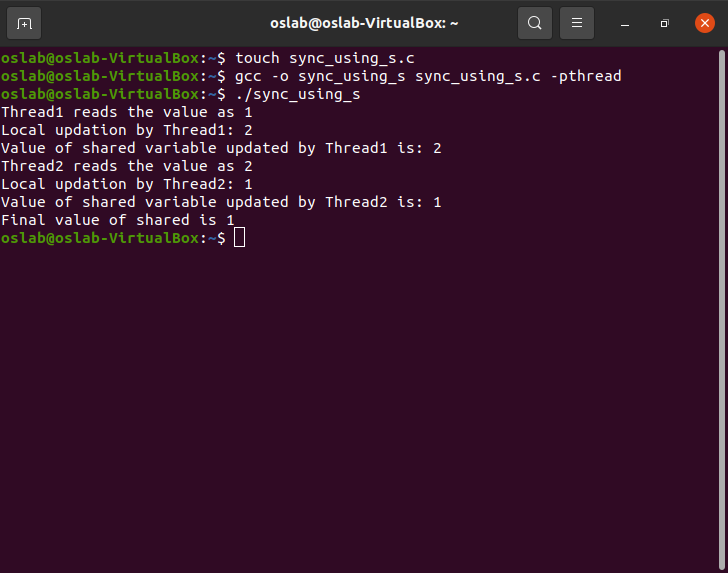 oslab@oslab-VirtualBox: ~
oslab@oslab-VirtualBox:~$ touch sync_using_s.c
oslab@oslab-VirtualBox:~$ gcc -o sync_using_s sync_using_s.c -pthread
oslab@oslab-VirtualBox:~$ ./sync_using_s
Thread1 reads the value as 1
Local updation by Thread1: 2
Value of shared variable updated by Thread1 is: 2
Thread2 reads the value as 2
Local updation by Thread2: 1
Value of shared variable updated by Thread2 is: 1
Final value of shared is 1
oslab@oslab-VirtualBox:~$